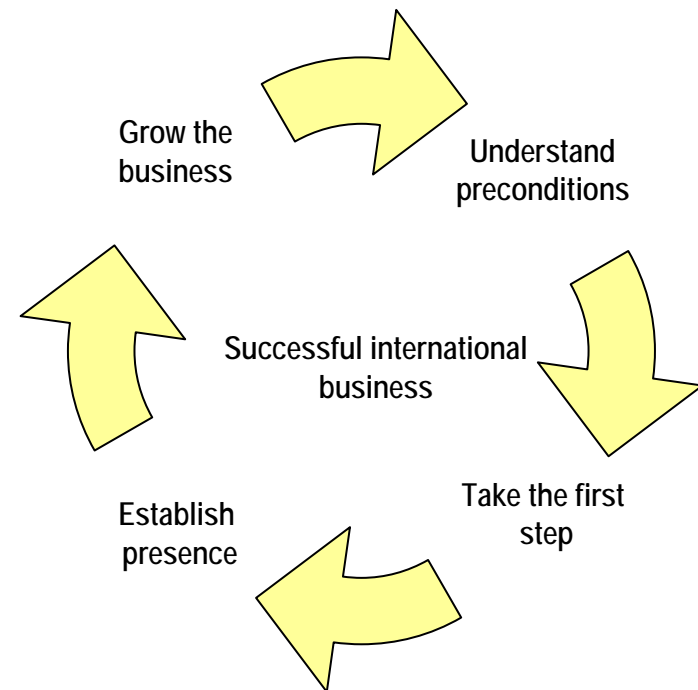 Grow the
business
Understand
preconditions
Successful international
business
Take the first
step
Establish
presence